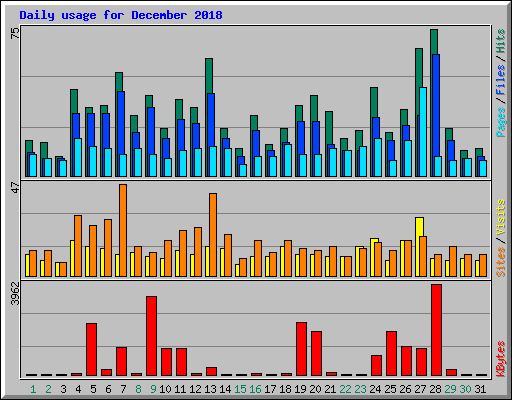 Daily usage for December 2018
75
Pages / Files / Hits
47
Sites / Visits
3962
KBytes
1 2 3 4 5 6 7 8 9 10 11 12 13 14 15 16 17 18 19 20 21 22 23 24 25 26 27 28 29 30 31